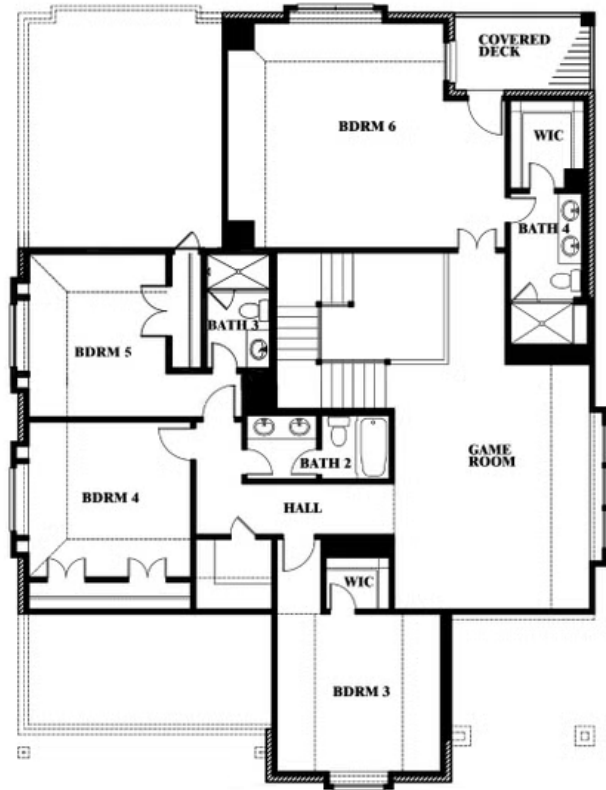 COVERED
DECK
BDRM 6
WIC
BATH 4
BATH 3
BDRM 5
GAME
ROOM
BATH 2
BDRM 4
HALL
WIC
BDRM 3